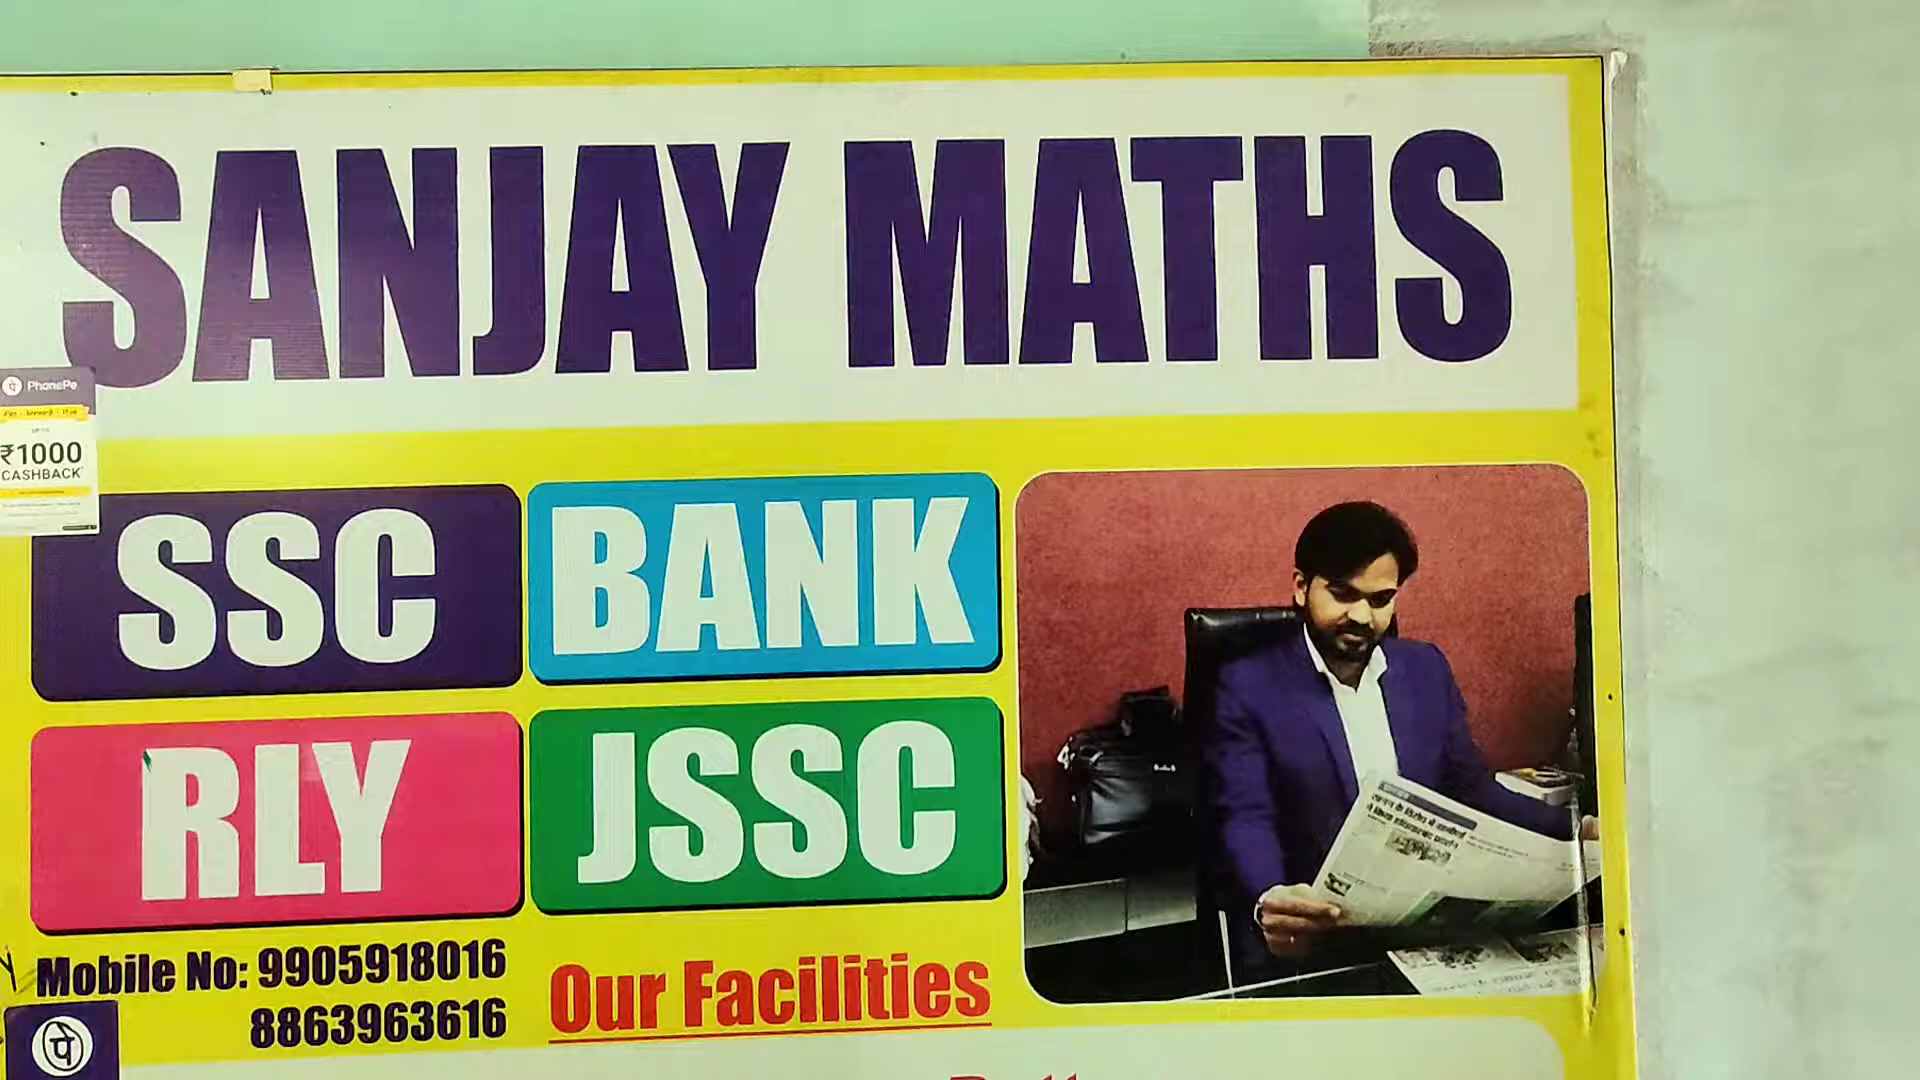 SANJAY MATHS
PhonePe
₹1000
CASHBACK
SSC
BANK
RLY
JSSC
Mobile No: 9905918016
8863963616
Our Facilities
पे